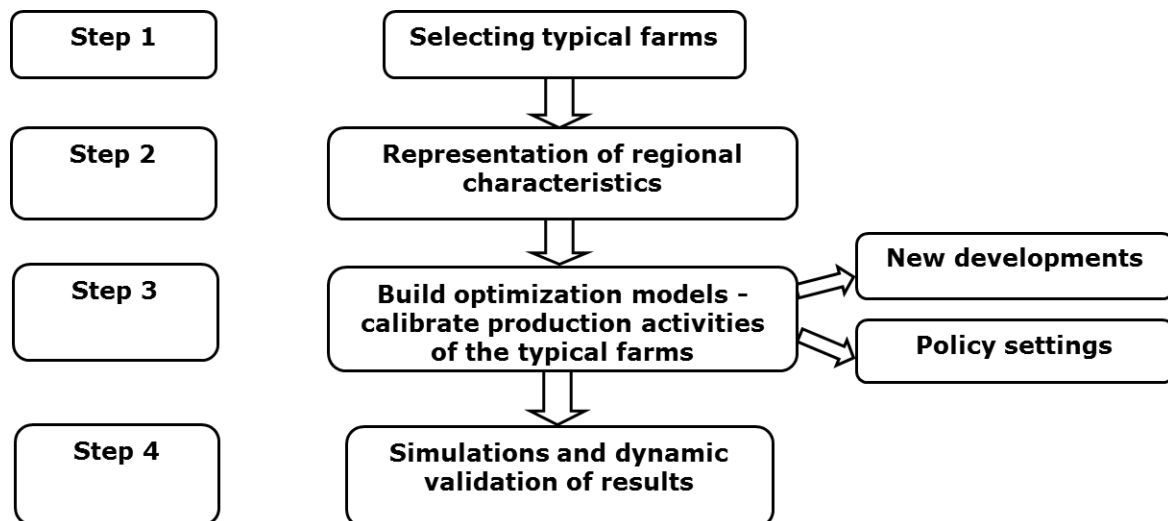 Step 1
Selecting typical farms
Step 2
Representation of regional
characteristics
Step 3
Build optimization models -
calibrate production activities
of the typical farms
New developments
Policy settings
Step 4
Simulations and dynamic
validation of results